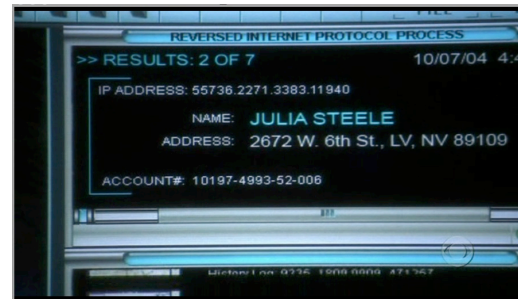 REVERSED INTERNET PROTOCOL PROCESS
>> RESULTS: 2 OF 7 10/07/04
IP ADDRESS: 55736.2271.3383.11940
NAME: JULIA STEELE
ADDRESS: 2672 W. 6th St., LV, NV 89109
ACCOUNT#: 10197-4993-52-006